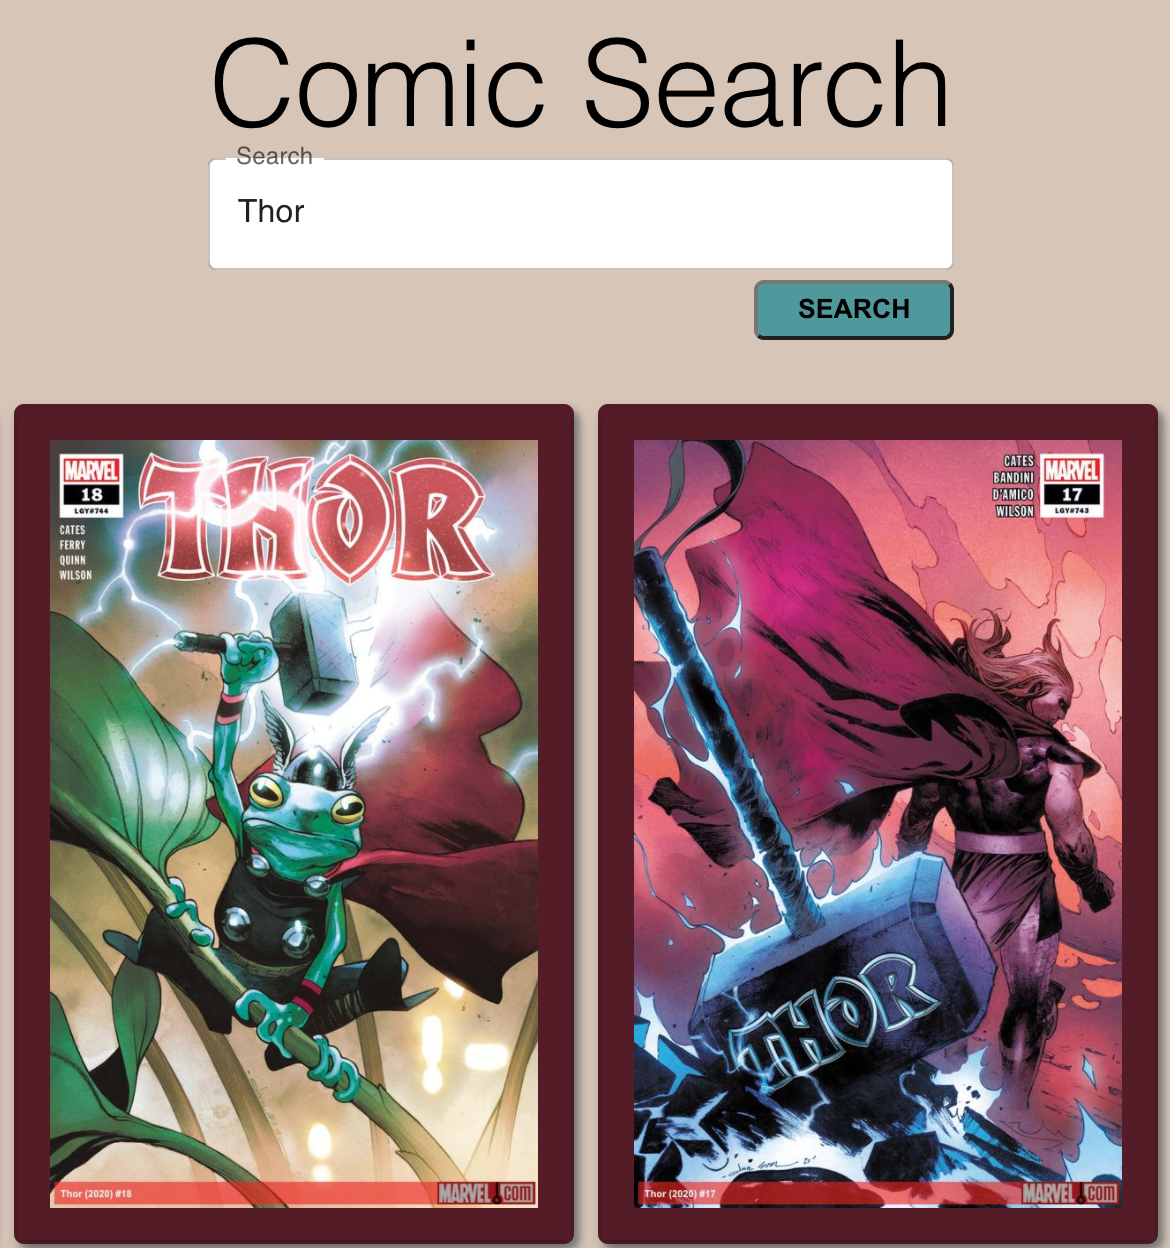 Comic Search
Search
Thor
SEARCH
MARVEL
18
LGY#744
CATES
FERRY
QUINN
WILSON
THOR
Thor (2020) #18
MARVEL.COM
CATES
BANDINI
D'AMICO
WILSON
MARVEL
17
LGY#743
THOR
Thor (2020) #17
MARVEL.COM